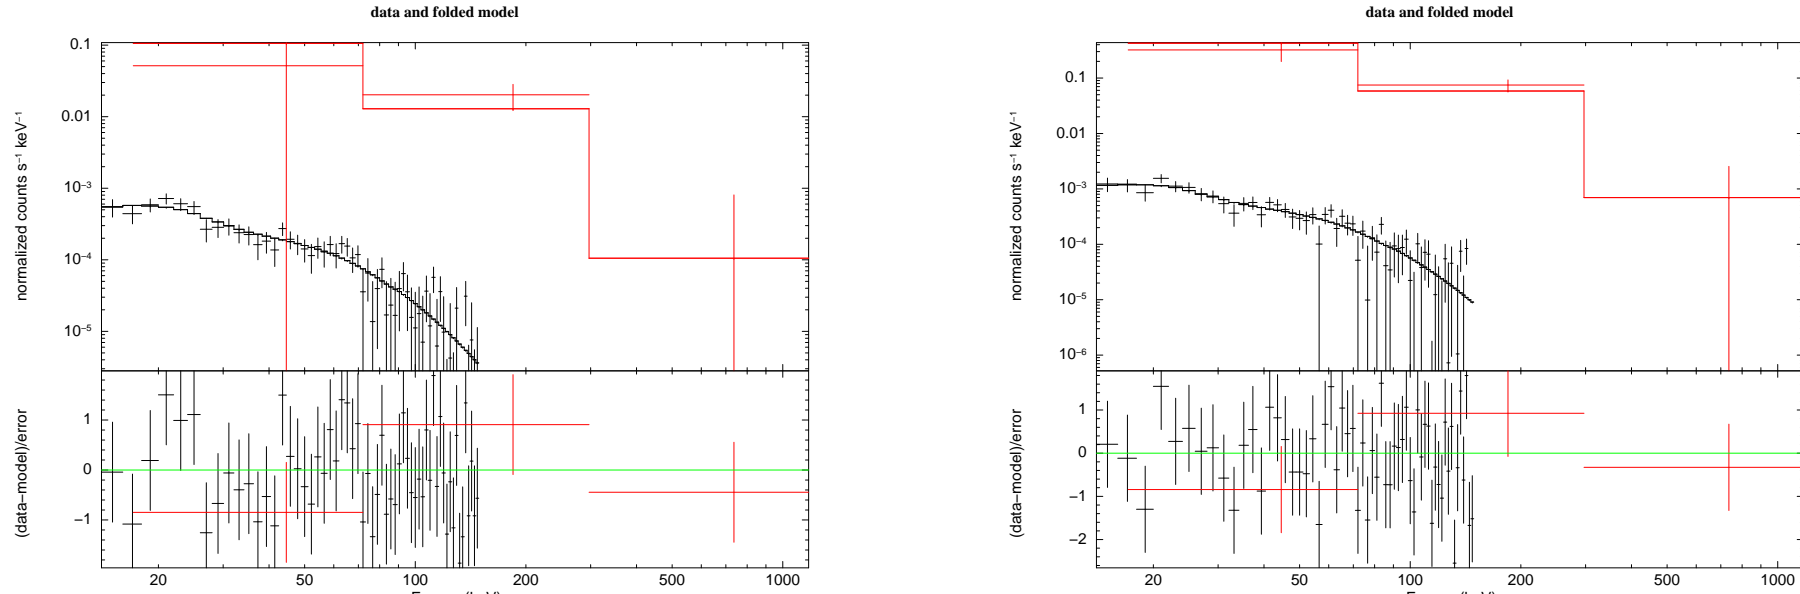 data and folded model
0.1
0.01
10⁻³
10⁻⁴
10⁻⁵
normalized counts s⁻¹ keV⁻¹
1
0
−1
(data−model)/error
20 50 100 200 500 1000
data and folded model
0.1
0.01
10⁻³
10⁻⁴
10⁻⁵
10⁻⁶
normalized counts s⁻¹ keV⁻¹
1
0
−1
−2
(data−model)/error
20 50 100 200 500 1000